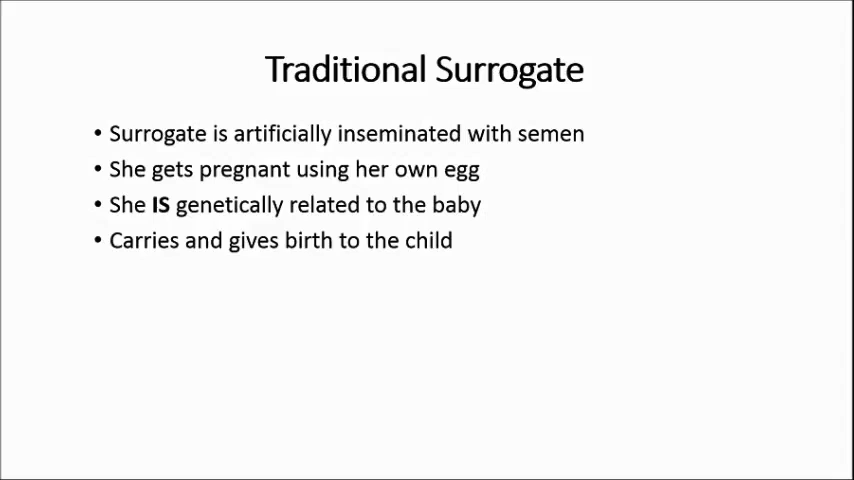 Traditional Surrogate
• Surrogate is artificially inseminated with semen
• She gets pregnant using her own egg
• She IS genetically related to the baby
• Carries and gives birth to the child